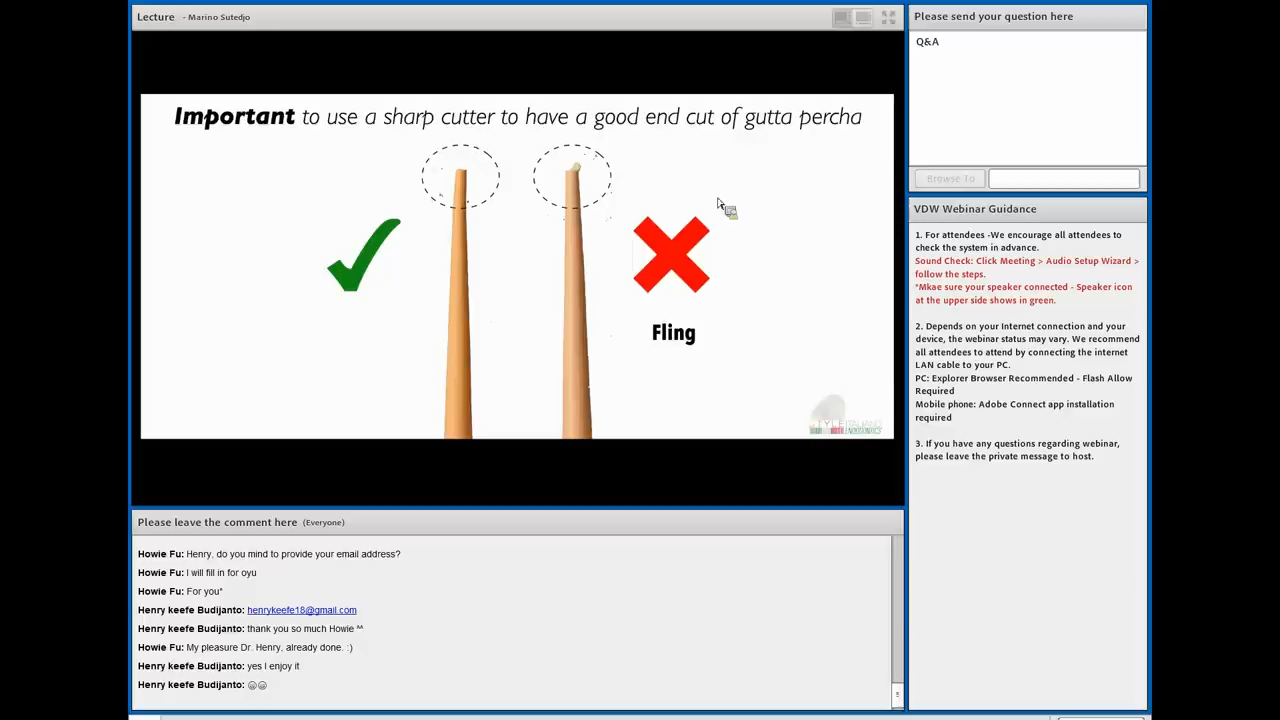 Lecture - Marino Sutedjo
Important to use a sharp cutter to have a good end cut of gutta percha
Fling
Please leave the comment here (Everyone)
Howie Fu: Henry, do you mind to provide your email address?
Howie Fu: I will fill in for oyu
Howie Fu: For you*
Henry keefe Budijanto: henrykeefe18@gmail.com
Henry keefe Budijanto: thank you so much Howie ^^
Howie Fu: My pleasure Dr. Henry, already done. :)
Henry keefe Budijanto: yes I enjoy it
Henry keefe Budijanto: 😄😄
Please send your question here
Q&A
Browse To
VDW Webinar Guidance
1. For attendees -We encourage all attendees to
check the system in advance.
Sound Check: Click Meeting > Audio Setup Wizard >
follow the steps.
*Mkae sure your speaker connected - Speaker icon
at the upper side shows in green.
2. Depends on your Internet connection and your
device, the webinar status may vary. We recommend
all attendees to attend by connecting the internet
LAN cable to your PC.
PC: Explorer Browser Recommended - Flash Allow
Required
Mobile phone: Adobe Connect app installation
required
3. If you have any questions regarding webinar,
please leave the private message to host.